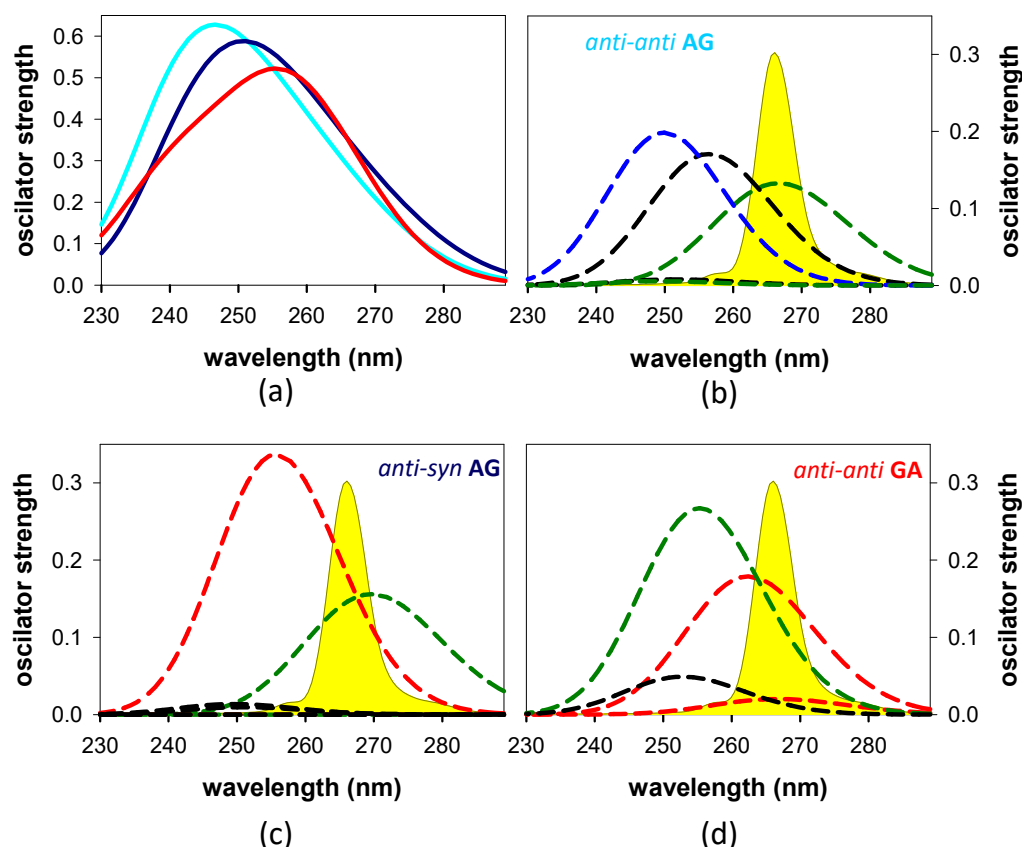 0.6
0.5
0.4
0.3
0.2
0.1
0.0
oscilator strength
230 240 250 260 270 280
wavelength (nm)
(a)
anti-anti AG
0.3
0.2
0.1
0.0
oscilator strength
230 240 250 260 270 280
wavelength (nm)
(b)
anti-syn AG
0.3
0.2
0.1
0.0
oscilator strength
230 240 250 260 270 280
wavelength (nm)
(c)
anti-anti GA
0.3
0.2
0.1
0.0
oscilator strength
230 240 250 260 270 280
wavelength (nm)
(d)